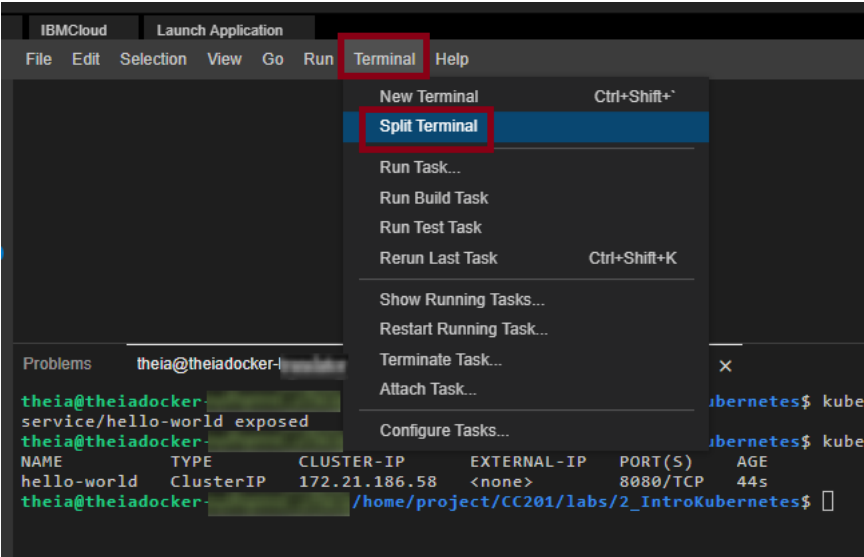 IBMCloud Launch Application
File Edit Selection View Go Run Terminal Help
New Terminal Ctrl+Shift+`
Split Terminal
Run Task...
Run Build Task
Run Test Task
Rerun Last Task Ctrl+Shift+K
Show Running Tasks...
Restart Running Task...
Terminate Task...
Attach Task...
Configure Tasks...
Problems theia@theiadocker- ×
theia@theiadocker- ubernetes$ kube
service/hello-world exposed
theia@theiadocker- ubernetes$ kube
NAME TYPE CLUSTER-IP EXTERNAL-IP PORT(S) AGE
hello-world ClusterIP 172.21.186.58 <none> 8080/TCP 44s
theia@theiadocker- /home/project/CC201/labs/2_IntroKubernetes$